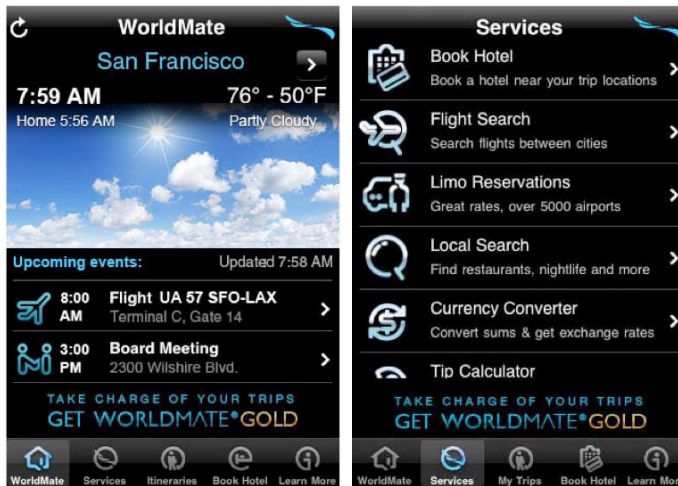 WorldMate
San Francisco
7:59 AM
76° - 50°F
Home 5:56 AM
Partly Cloudy
Upcoming events:
Updated 7:58 AM
8:00 AM
Flight UA 57 SFO-LAX
Terminal C, Gate 14
3:00 PM
Board Meeting
2300 Wilshire Blvd.
TAKE CHARGE OF YOUR TRIPS
GET WORLDMATE®GOLD
WorldMate
Services
Itineraries
Book Hotel
Learn More
Services
Book Hotel
Book a hotel near your trip locations
Flight Search
Search flights between cities
Limo Reservations
Great rates, over 5000 airports
Local Search
Find restaurants, nightlife and more
Currency Converter
Convert sums & get exchange rates
Tip Calculator
TAKE CHARGE OF YOUR TRIPS
GET WORLDMATE®GOLD
WorldMate
Services
My Trips
Book Hotel
Learn Mor